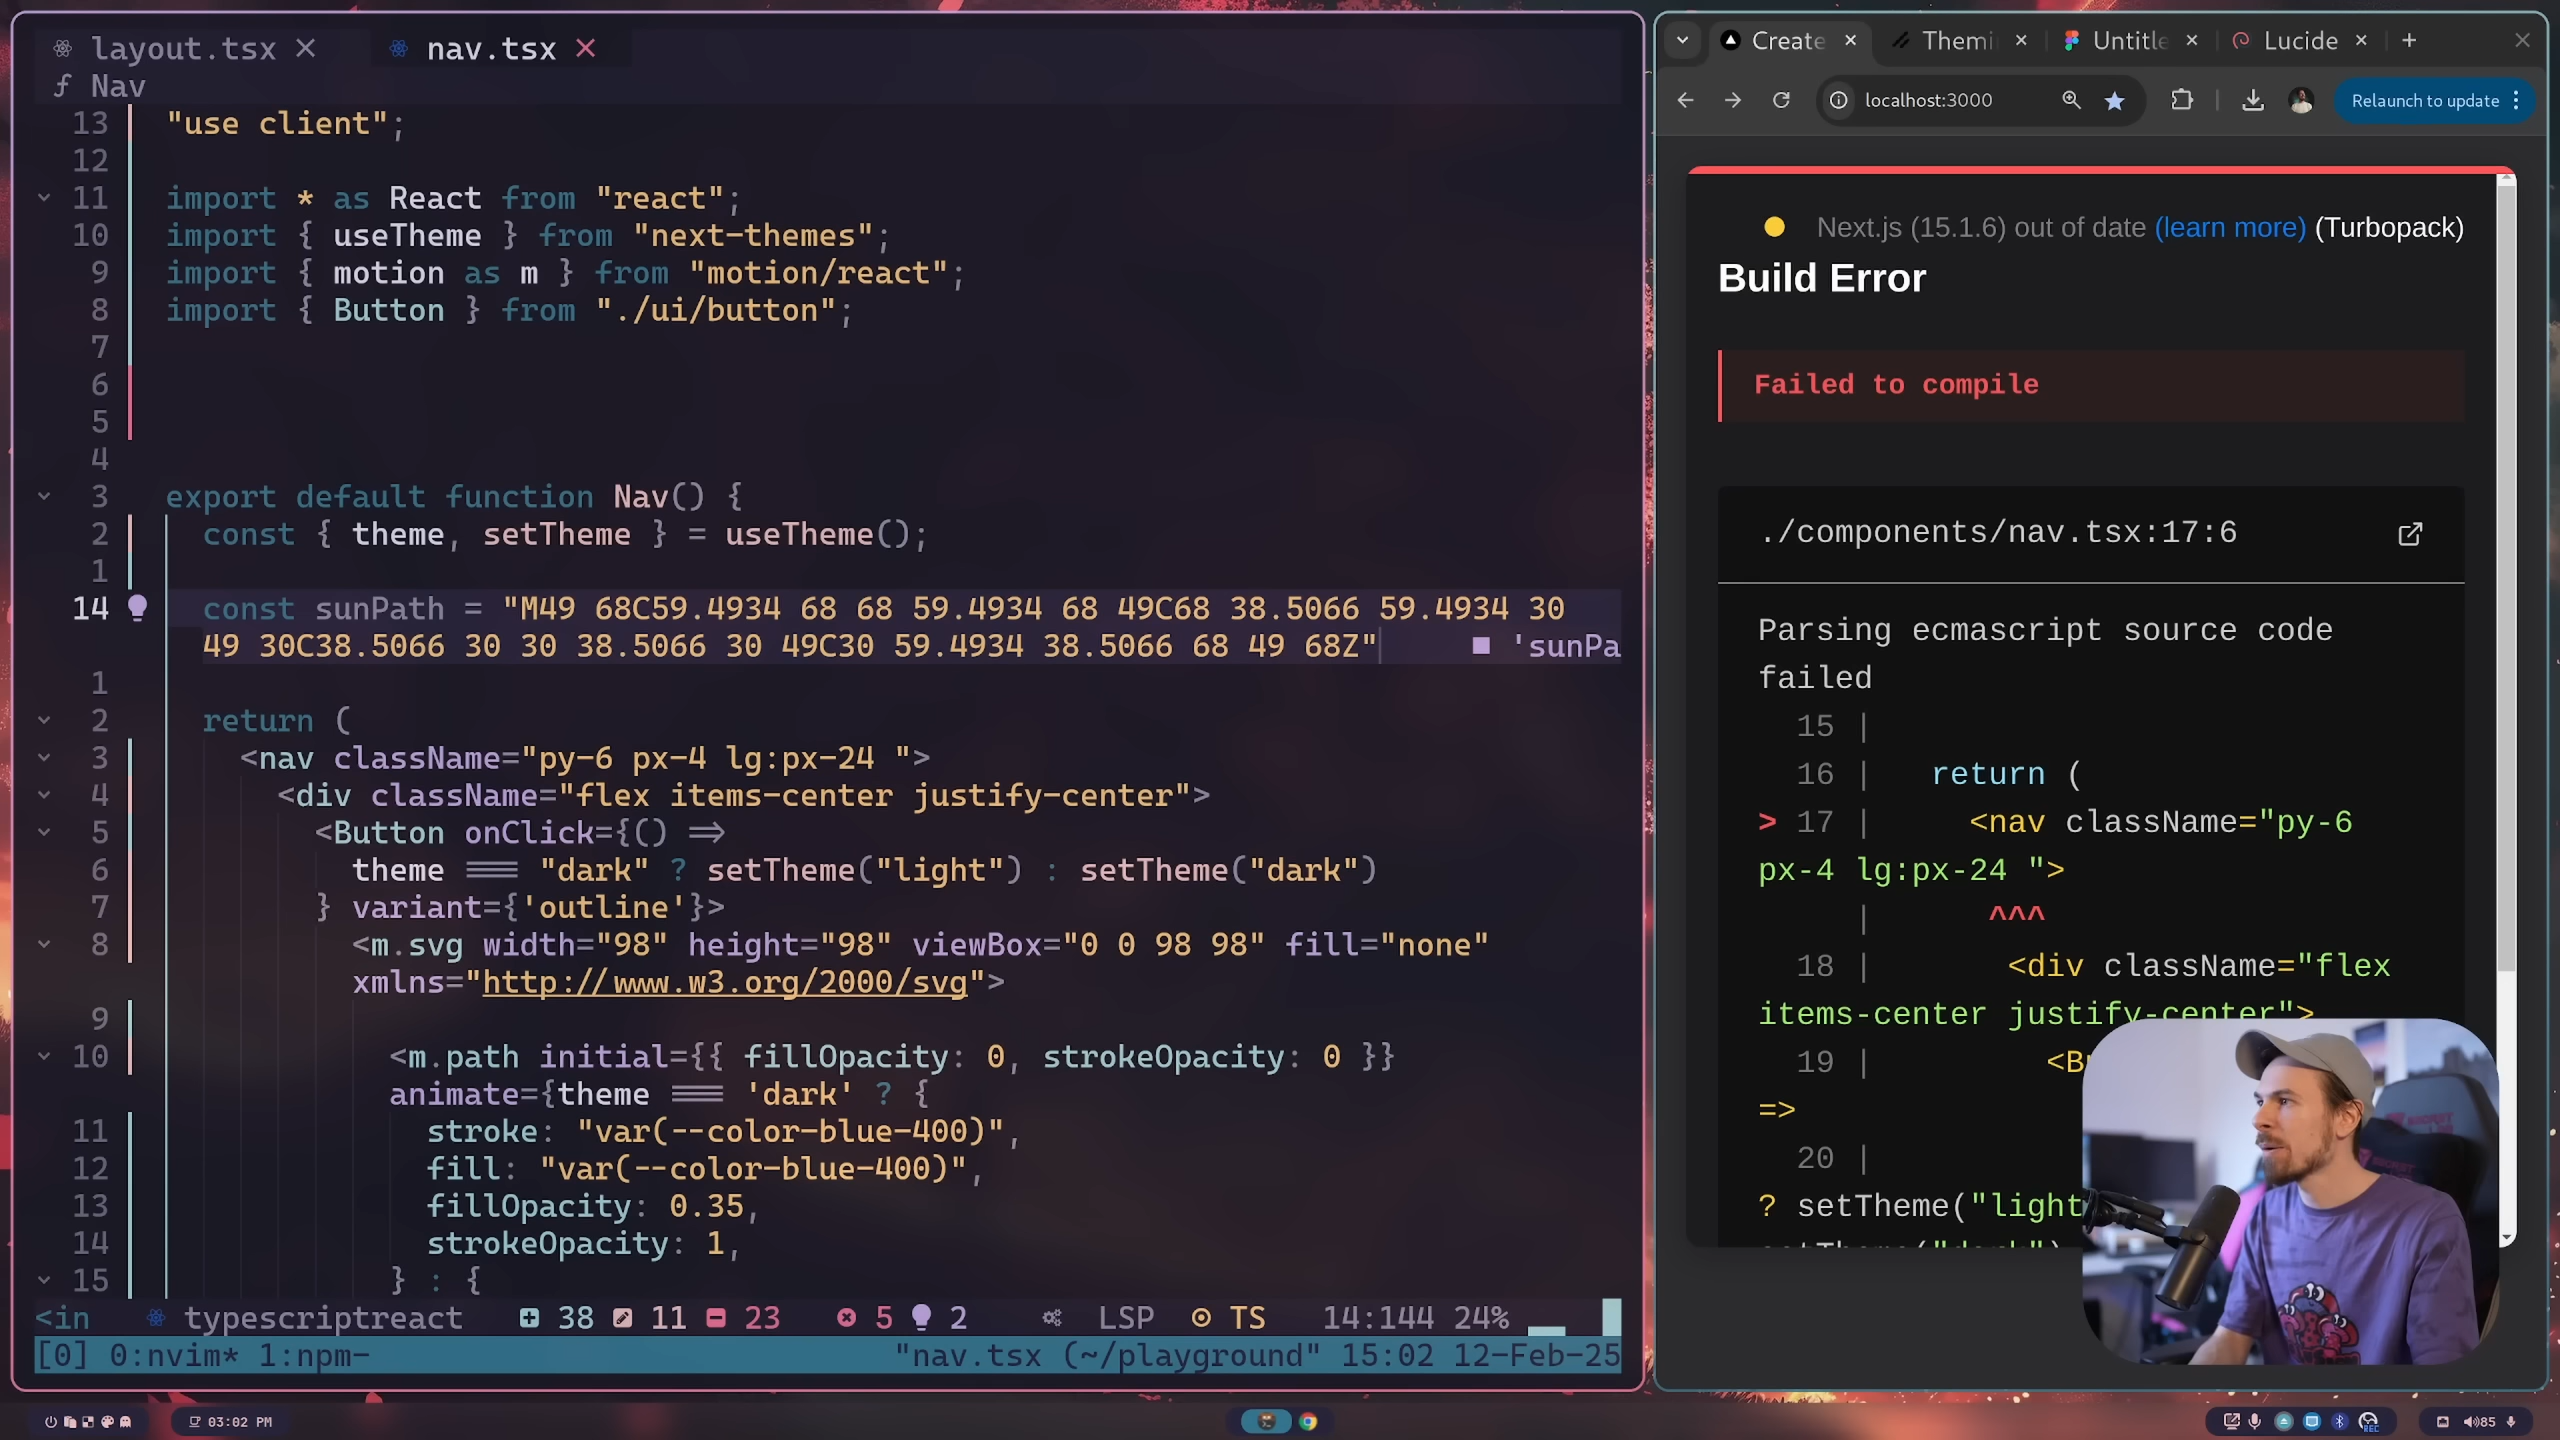 layout.tsx
nav.tsx
ƒ Nav
13 "use client";
12
11 import * as React from "react";
10 import { useTheme } from "next-themes";
9 import { motion as m } from "motion/react";
8 import { Button } from "./ui/button";
7
6
5
4
3 export default function Nav() {
2 const { theme, setTheme } = useTheme();
1
14 const sunPath = "M49 68C59.4934 68 68 59.4934 68 49C68 38.5066 59.4934 30
49 30C38.5066 30 30 38.5066 30 49C30 59.4934 38.5066 68 49 68Z" ■ 'sunPa
1
2 return (
3 <nav className="py-6 px-4 lg:px-24 ">
4 <div className="flex items-center justify-center">
5 <Button onClick={() =>
6 theme === "dark" ? setTheme("light") : setTheme("dark")
7 } variant={'outline'}>
8 <m.svg width="98" height="98" viewBox="0 0 98 98" fill="none"
xmlns="http://www.w3.org/2000/svg">
9
10 <m.path initial={{ fillOpacity: 0, strokeOpacity: 0 }}
animate={theme === 'dark' ? {
11 stroke: "var(--color-blue-400)",
12 fill: "var(--color-blue-400)",
13 fillOpacity: 0.35,
14 strokeOpacity: 1,
15 } : {
<in typescriptreact 38 11 23 5 2 LSP TS 14:144 24%
[0] 0:nvim* 1:npm- "nav.tsx (~/playground" 15:02 12-Feb-25
03:02 PM
Create
Themi
Untitle
Lucide
localhost:3000
Relaunch to update
Next.js (15.1.6) out of date (learn more) (Turbopack)
Build Error
Failed to compile
./components/nav.tsx:17:6
Parsing ecmascript source code
failed
15 |
16 | return (
> 17 | <nav className="py-6
px-4 lg:px-24 ">
| ^^^
18 | <div className="flex
items-center justify-center">
19 | <B
=>
20 |
? setTheme("light
setTheme("dark")
REC
85